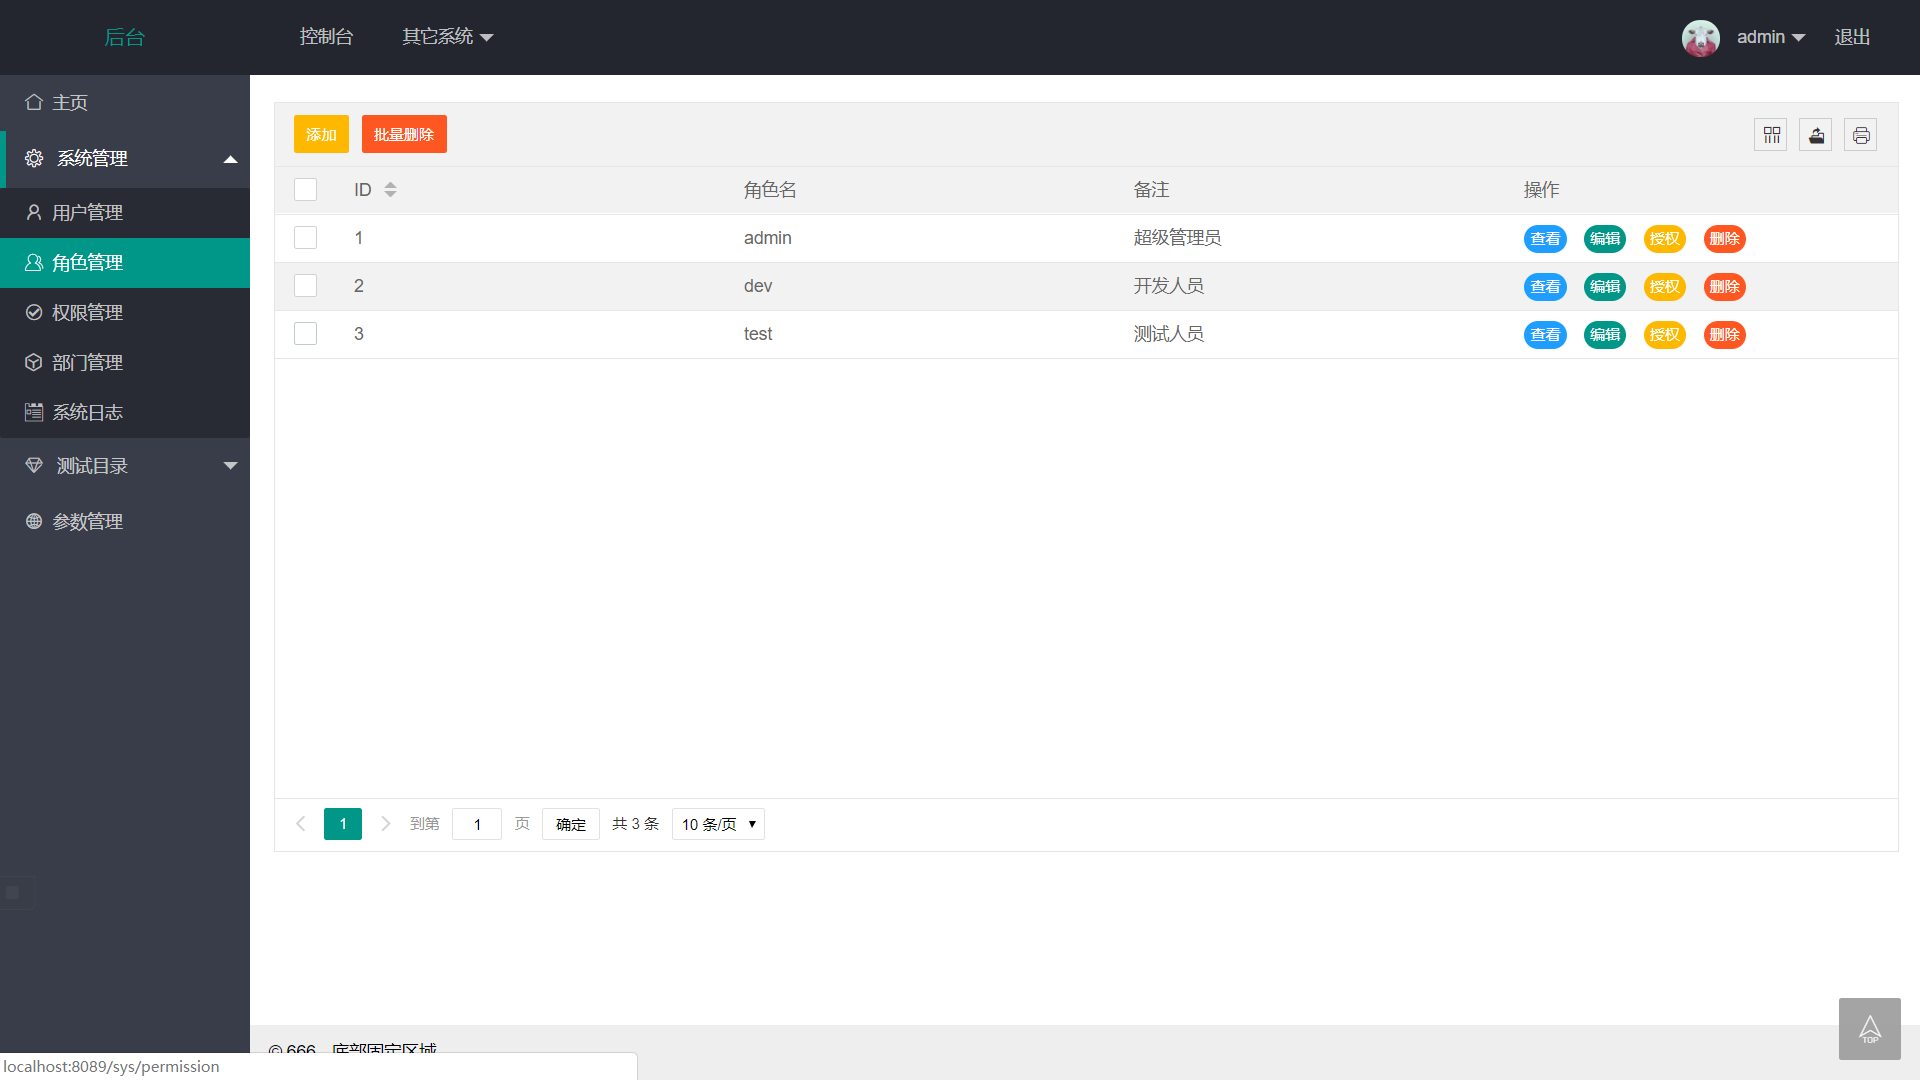 后台 控制台 其它系统 admin 退出
主页
系统管理
用户管理
角色管理
权限管理
部门管理
系统日志
测试目录
参数管理
添加 批量删除
ID 角色名 备注 操作
1 admin 超级管理员 查看 编辑 授权 删除
2 dev 开发人员 查看 编辑 授权 删除
3 test 测试人员 查看 编辑 授权 删除
1 到第 1 页 确定 共 3 条 10 条/页
© 666 - 底部固定区域
TOP
localhost:8089/sys/permission